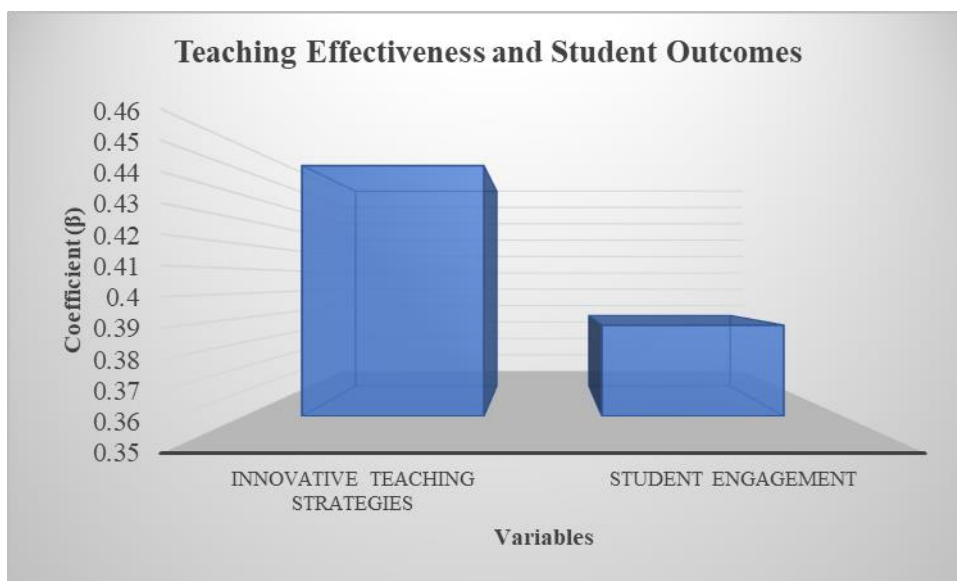 Teaching Effectiveness and Student Outcomes
0.46
0.45
0.44
0.43
0.42
0.41
0.4
0.39
0.38
0.37
0.36
0.35
Coefficient (β)
INNOVATIVE TEACHING
STRATEGIES
STUDENT ENGAGEMENT
Variables